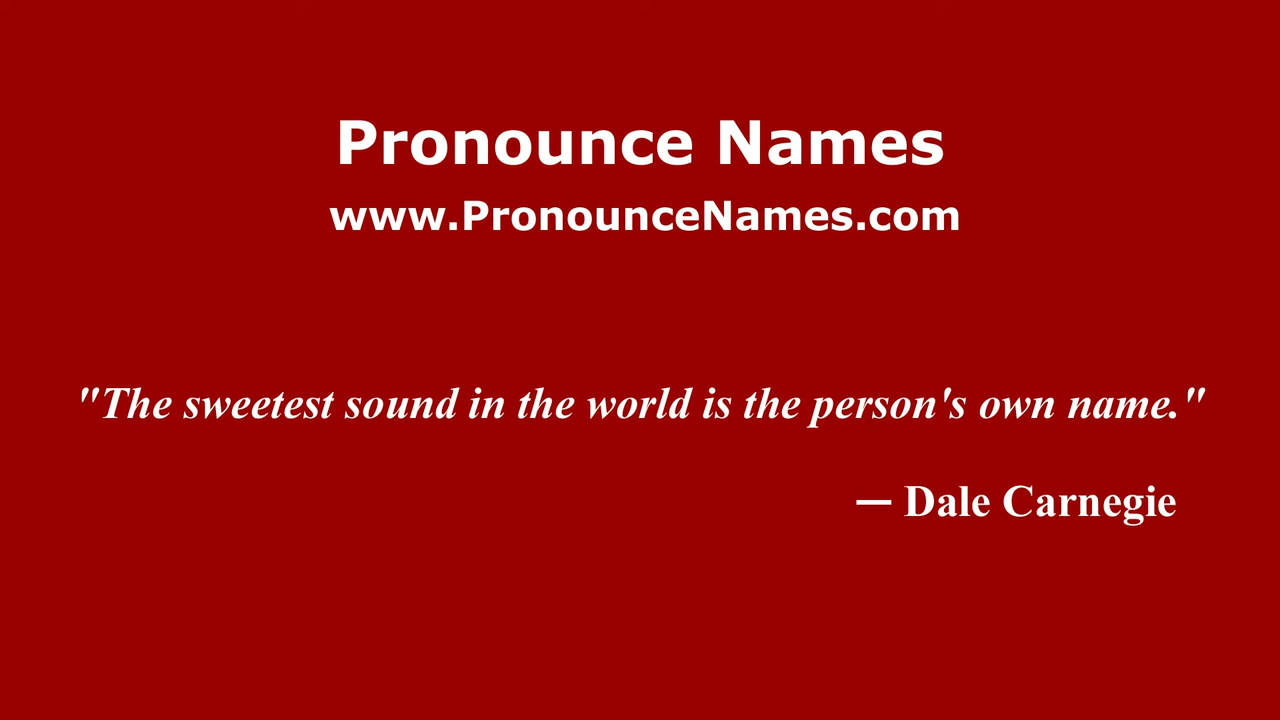 Pronounce Names
www.PronounceNames.com
"The sweetest sound in the world is the person's own name."
— Dale Carnegie